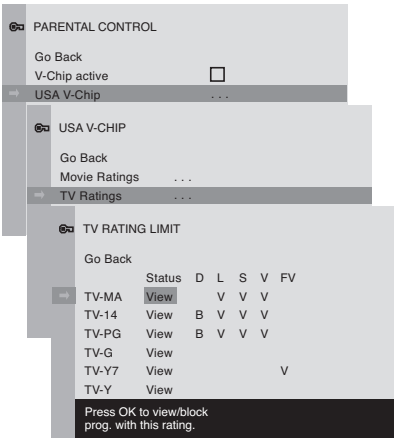 PARENTAL CONTROL
Go Back
V-Chip active
USA V-Chip . . .
USA V-CHIP
Go Back
Movie Ratings . . .
TV Ratings . . .
TV RATING LIMIT
Go Back
Status D L S V FV
TV-MA View V V V
TV-14 View B V V V
TV-PG View B V V V
TV-G View
TV-Y7 View V
TV-Y View
Press OK to view/block
prog. with this rating.